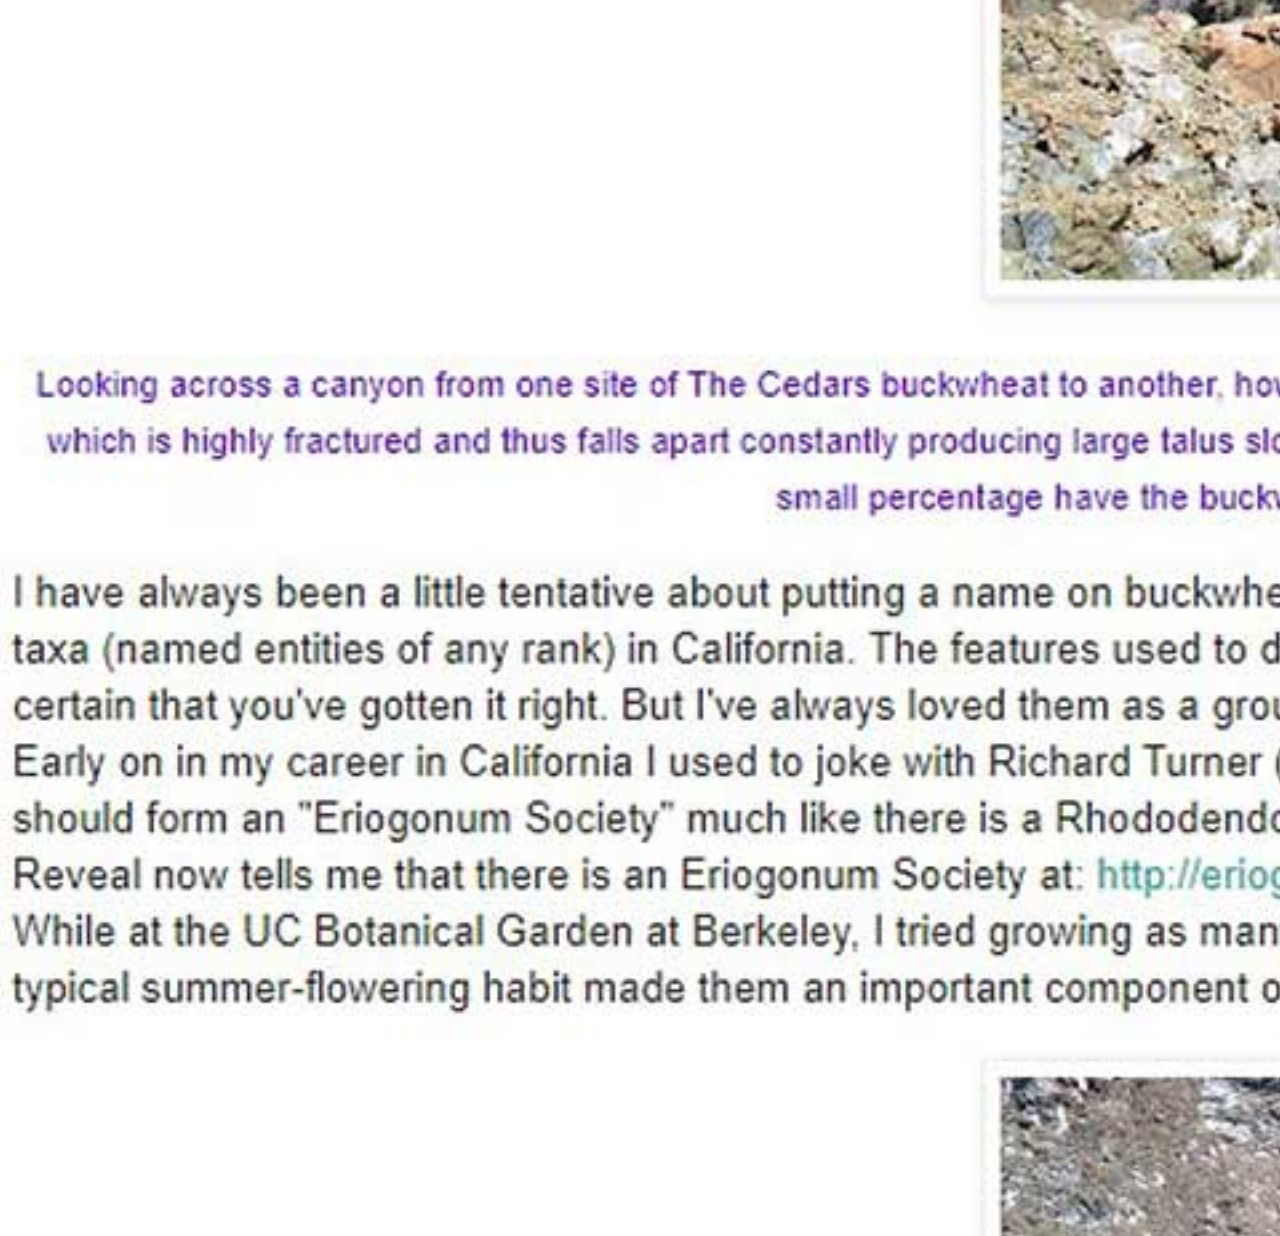 Looking across a canyon from one site of The Cedars buckwheat to another,
which is highly fractured and thus falls apart constantly producing large talus
small percentage have the
I have always been a little tentative about putting a name on
taxa (named entities of any rank) in California. The features used to
certain that you've gotten it right. But I've always loved them as a
Early on in my career in California I used to joke with Richard Turner
should form an "Eriogonum Society" much like there is a
Reveal now tells me that there is an Eriogonum Society at:
While at the UC Botanical Garden at Berkeley, I tried growing as
typical summer-flowering habit made them an important component